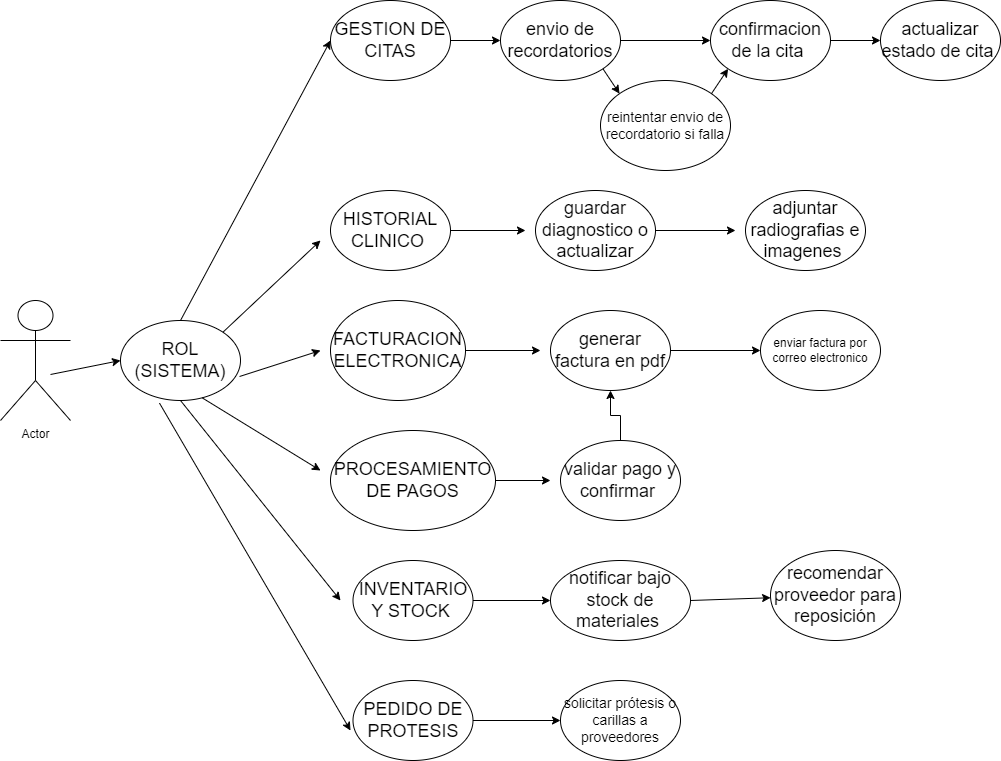 GESTION DE
CITAS
envio de
recordatorios
confirmacion
de la cita
actualizar
estado de cita
reintentar envio de
recordatorio si falla
HISTORIAL
CLINICO
guardar
diagnostico o
actualizar
adjuntar
radiografias e
imagenes
Actor
ROL
(SISTEMA)
FACTURACION
ELECTRONICA
generar
factura en pdf
enviar factura por
correo electronico
PROCESAMIENTO
DE PAGOS
validar pago y
confirmar
INVENTARIO
Y STOCK
notificar bajo
stock de
materiales
recomendar
proveedor para
reposición
PEDIDO DE
PROTESIS
solicitar prótesis o
carillas a
proveedores